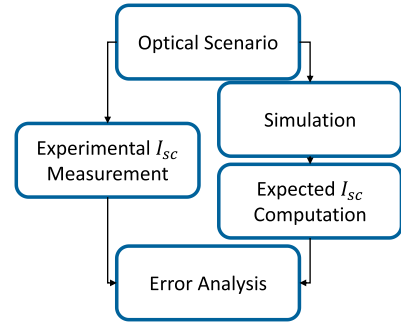 Optical Scenario
Simulation
Experimental I_sc
Measurement
Expected I_sc
Computation
Error Analysis